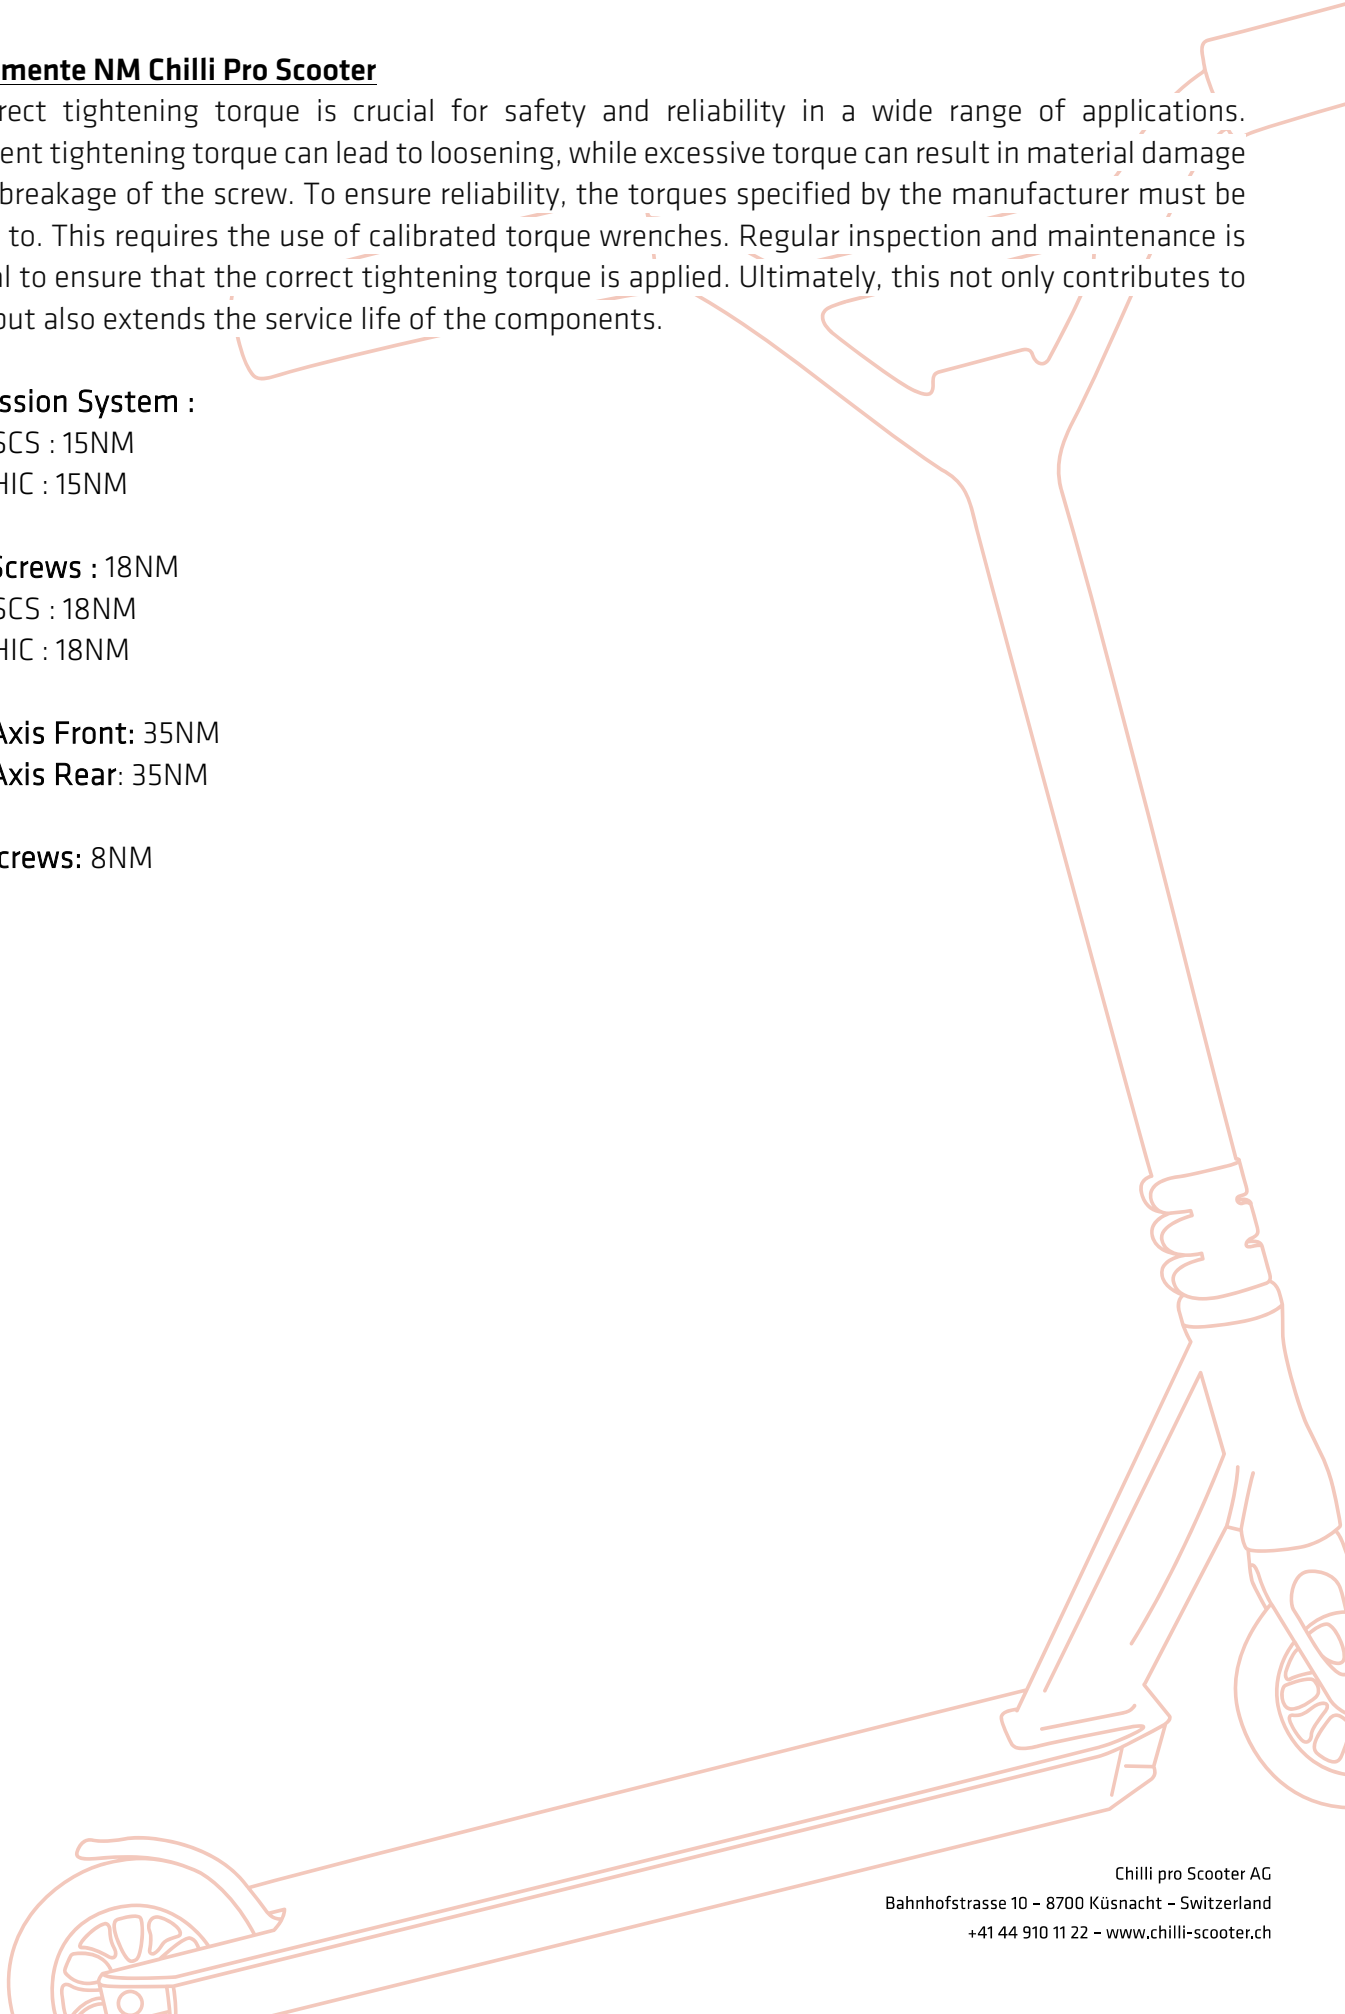 mente NM Chilli Pro Scooter
rect tightening torque is crucial for safety and reliability in a wide range of applications.
ent tightening torque can lead to loosening, while excessive torque can result in material damage
breakage of the screw. To ensure reliability, the torques specified by the manufacturer must be
to. This requires the use of calibrated torque wrenches. Regular inspection and maintenance is
l to ensure that the correct tightening torque is applied. Ultimately, this not only contributes to
out also extends the service life of the components.
ssion System :
SCS : 15NM
HIC : 15NM
Screws : 18NM
SCS : 18NM
HIC : 18NM
Axis Front: 35NM
Axis Rear: 35NM
crews: 8NM
Chilli pro Scooter AG
Bahnhofstrasse 10 – 8700 Küsnacht – Switzerland
+41 44 910 11 22 – www.chilli-scooter.ch